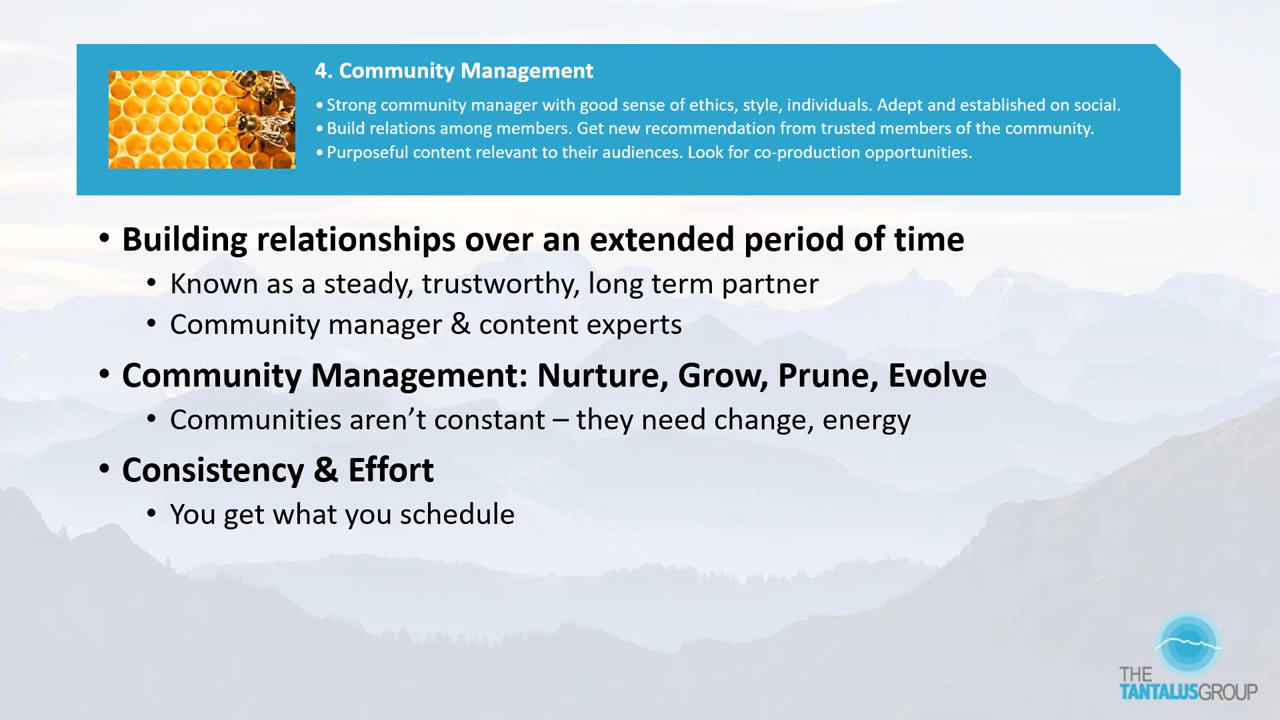 4. Community Management
• Strong community manager with good sense of ethics, style, individuals. Adept and established on social.
• Build relations among members. Get new recommendation from trusted members of the community.
• Purposeful content relevant to their audiences. Look for co-production opportunities.
• Building relationships over an extended period of time
• Known as a steady, trustworthy, long term partner
• Community manager & content experts
• Community Management: Nurture, Grow, Prune, Evolve
• Communities aren’t constant – they need change, energy
• Consistency & Effort
• You get what you schedule
THE
TANTALUSGROUP